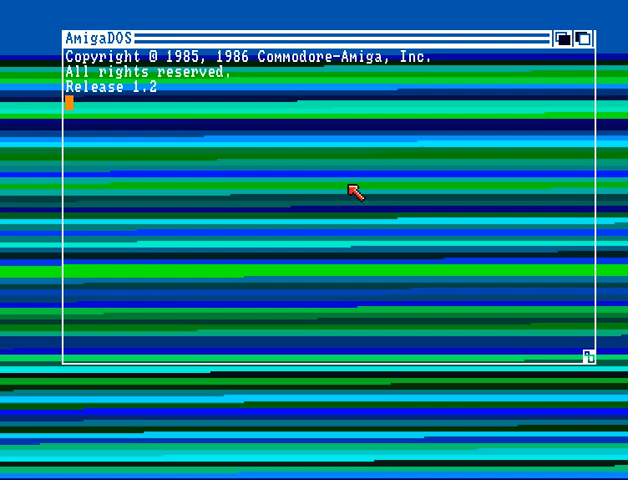 AmigaDOS
Copyright © 1985, 1986 Commodore-Amiga, Inc.
All rights reserved.
Release 1.2